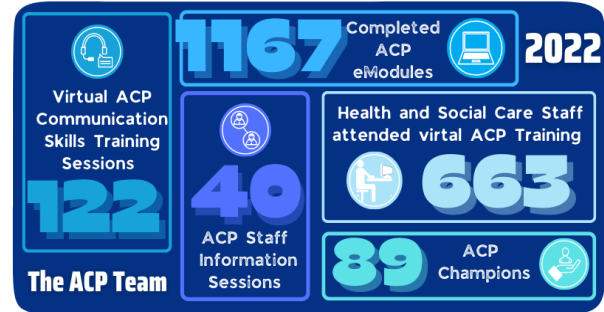 Virtual ACP
Communication
Skills Training
Sessions
122
The ACP Team
1167
Completed
ACP
eModules
2022
40
ACP Staff
Information
Sessions
Health and Social Care Staff
attended virtal ACP Training
663
89
ACP
Champions